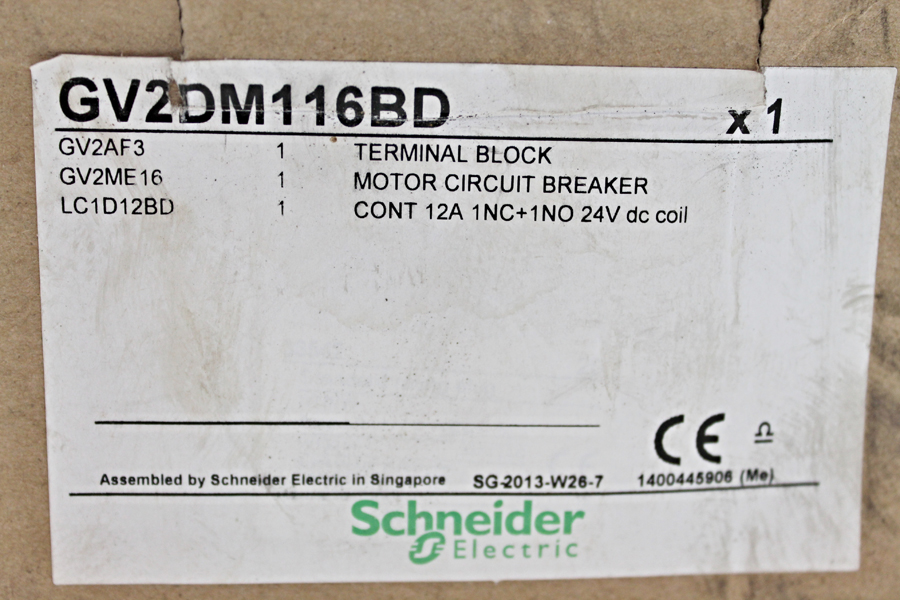 GV2DM116BD x 1
GV2AF3 1 TERMINAL BLOCK
GV2ME16 1 MOTOR CIRCUIT BREAKER
LC1D12BD 1 CONT 12A 1NC+1NO 24V dc coil
CE
Assembled by Schneider Electric in Singapore SG-2013-W26-7 1400445906 (Me)
Schneider
Electric